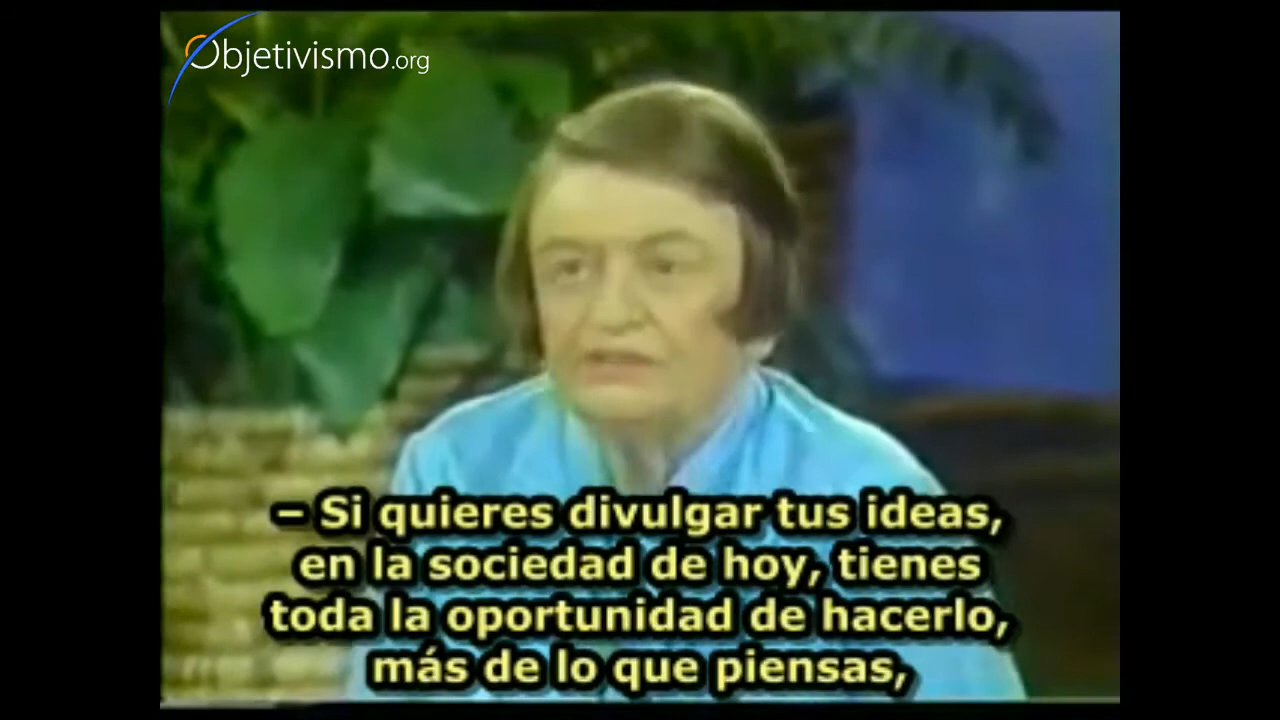 Objetivismo.org
– Si quieres divulgar tus ideas,
en la sociedad de hoy, tienes
toda la oportunidad de hacerlo,
más de lo que piensas,